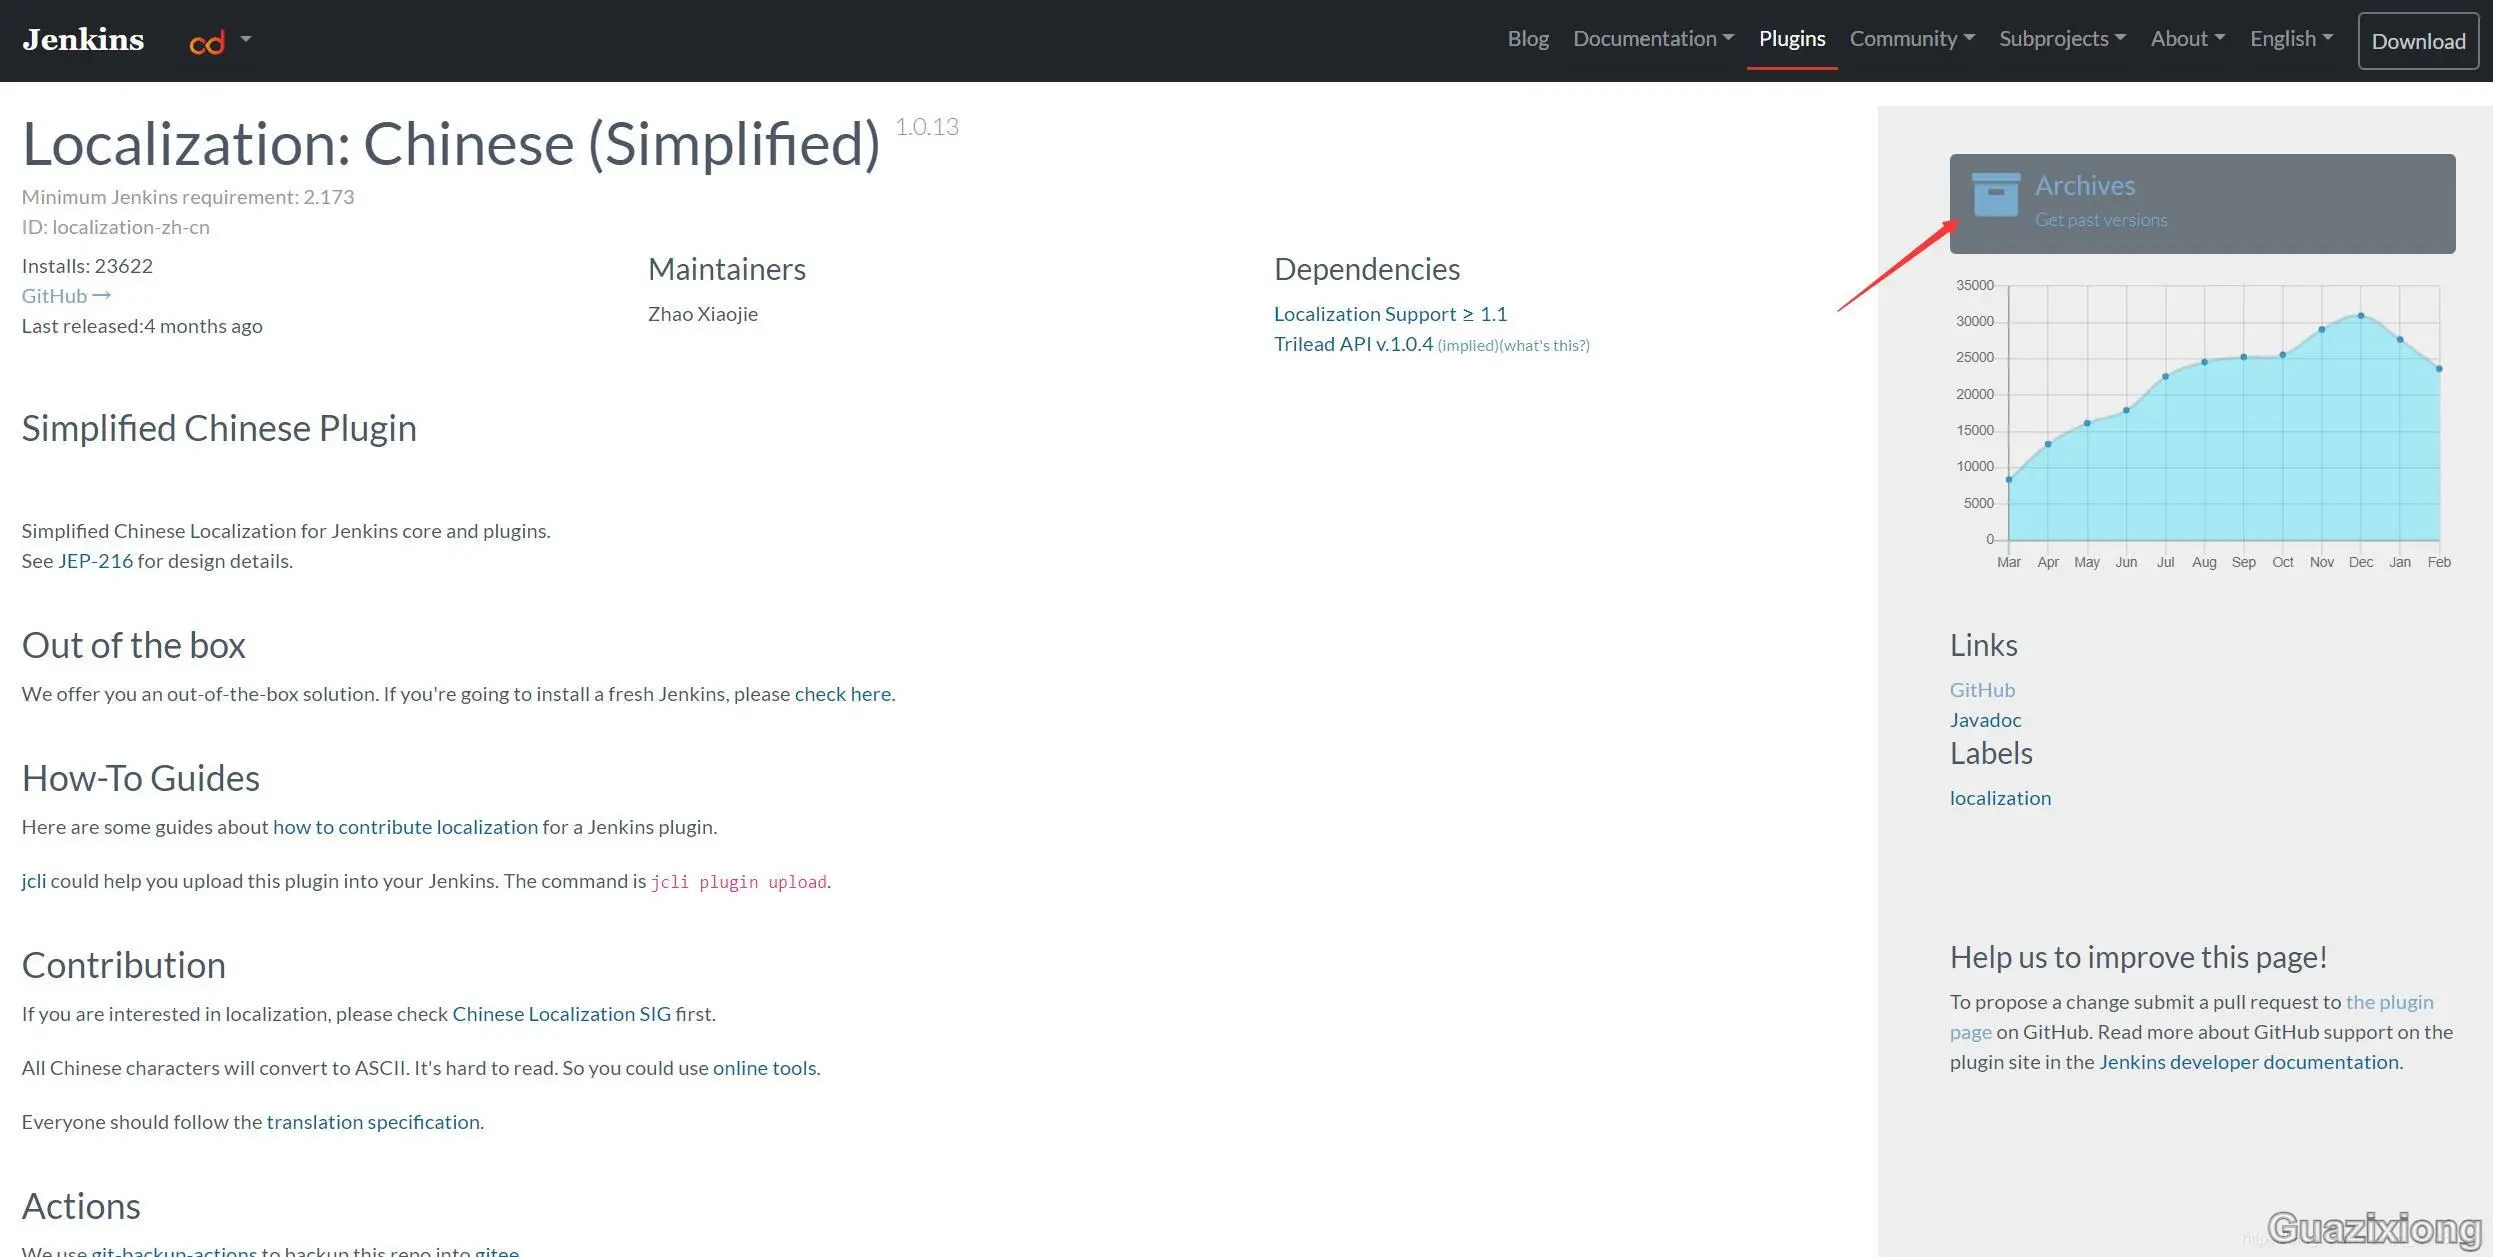 Jenkins
cd
Blog Documentation Plugins Community Subprojects About English Download
Localization: Chinese (Simplified) 1.0.13
Minimum Jenkins requirement: 2.173
ID: localization-zh-cn
Installs: 23622
GitHub →
Last released:4 months ago
Maintainers
Zhao Xiaojie
Dependencies
Localization Support ≥ 1.1
Trilead API v.1.0.4 (implied)(what's this?)
Simplified Chinese Plugin
Simplified Chinese Localization for Jenkins core and plugins.
See JEP-216 for design details.
Out of the box
We offer you an out-of-the-box solution. If you're going to install a fresh Jenkins, please check here.
How-To Guides
Here are some guides about how to contribute localization for a Jenkins plugin.
jcli could help you upload this plugin into your Jenkins. The command is jcli plugin upload.
Contribution
If you are interested in localization, please check Chinese Localization SIG first.
All Chinese characters will convert to ASCII. It's hard to read. So you could use online tools.
Everyone should follow the translation specification.
Actions
We use git-backup-actions to backup this repo into gitee.
Archives
Get past versions
35000
30000
25000
20000
15000
10000
5000
0
Mar Apr May Jun Jul Aug Sep Oct Nov Dec Jan Feb
Links
GitHub
Javadoc
Labels
localization
Help us to improve this page!
To propose a change submit a pull request to the plugin
page on GitHub. Read more about GitHub support on the
plugin site in the Jenkins developer documentation.
Guazixiong